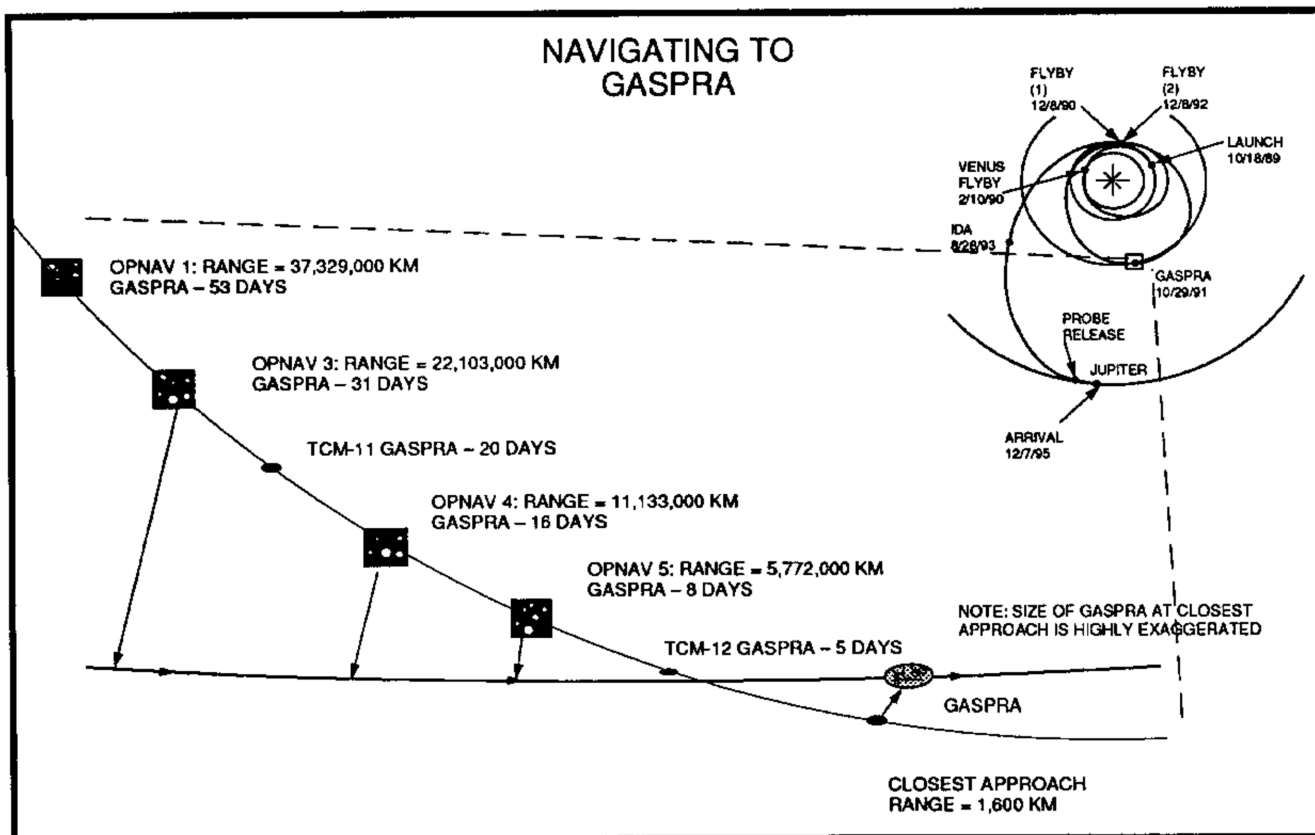 NAVIGATING TO
GASPRA
FLYBY
(1)
12/8/90
FLYBY
(2)
12/8/92
LAUNCH
10/18/89
VENUS
FLYBY
2/10/90
IDA
8/28/93
GASPRA
10/29/91
PROBE
RELEASE
JUPITER
ARRIVAL
12/7/95
OPNAV 1: RANGE = 37,329,000 KM
GASPRA – 53 DAYS
OPNAV 3: RANGE = 22,103,000 KM
GASPRA – 31 DAYS
TCM-11 GASPRA – 20 DAYS
OPNAV 4: RANGE = 11,133,000 KM
GASPRA – 16 DAYS
OPNAV 5: RANGE = 5,772,000 KM
GASPRA – 8 DAYS
NOTE: SIZE OF GASPRA AT CLOSEST
APPROACH IS HIGHLY EXAGGERATED
TCM-12 GASPRA – 5 DAYS
GASPRA
CLOSEST APPROACH
RANGE = 1,600 KM